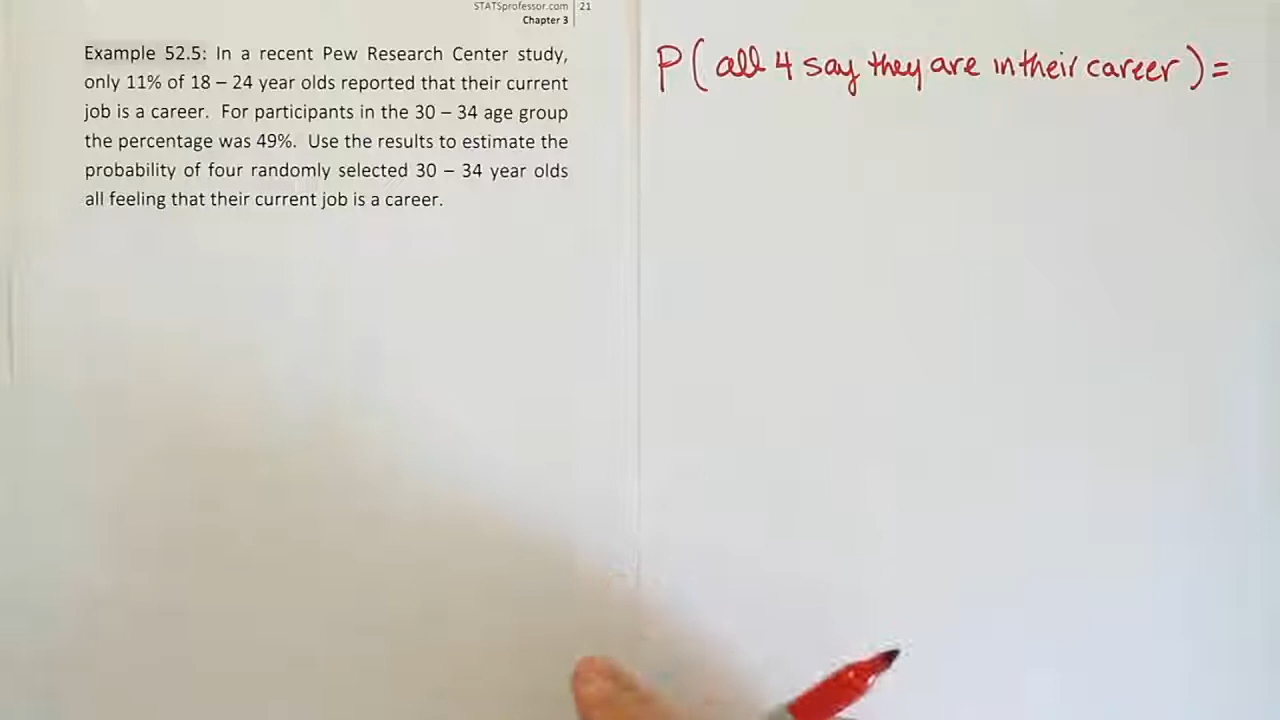 STATSprofessor.com 21
Chapter 3
Example 52.5: In a recent Pew Research Center study,
only 11% of 18 – 24 year olds reported that their current
job is a career. For participants in the 30 – 34 age group
the percentage was 49%. Use the results to estimate the
probability of four randomly selected 30 – 34 year olds
all feeling that their current job is a career.
P(all 4 say they are in their career) =